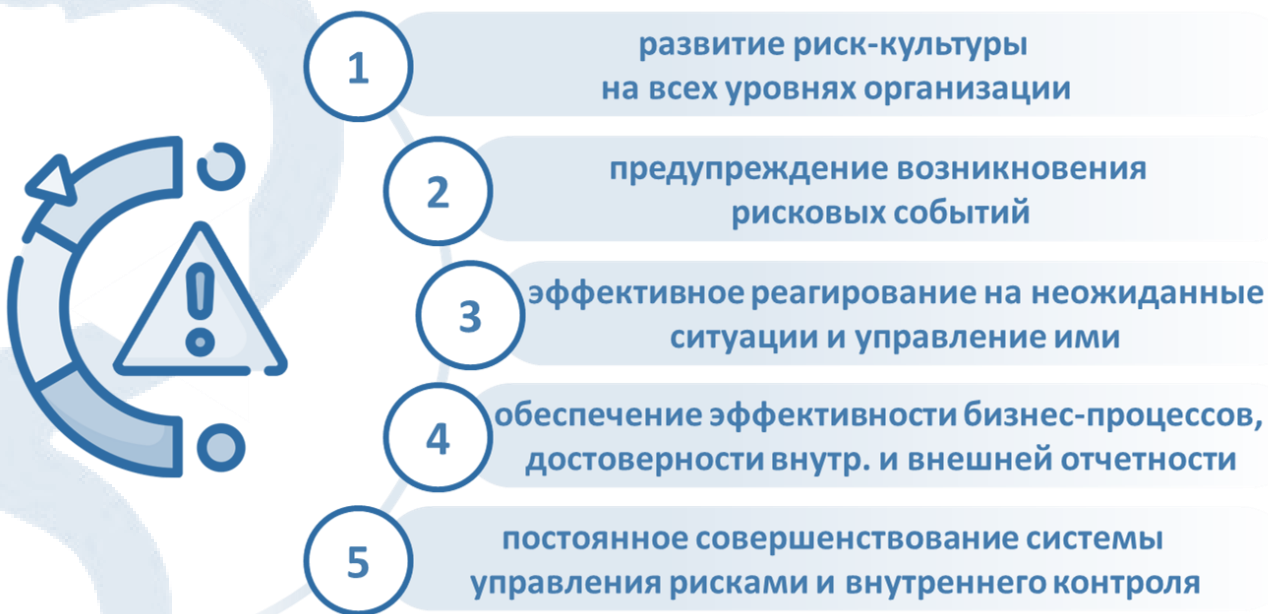 1
развитие риск-культуры
на всех уровнях организации
2
предупреждение возникновения
рисковых событий
3
эффективное реагирование на неожиданные
ситуации и управление ими
4
обеспечение эффективности бизнес-процессов,
достоверности внутр. и внешней отчетности
5
постоянное совершенствование системы
управления рисками и внутреннего контроля